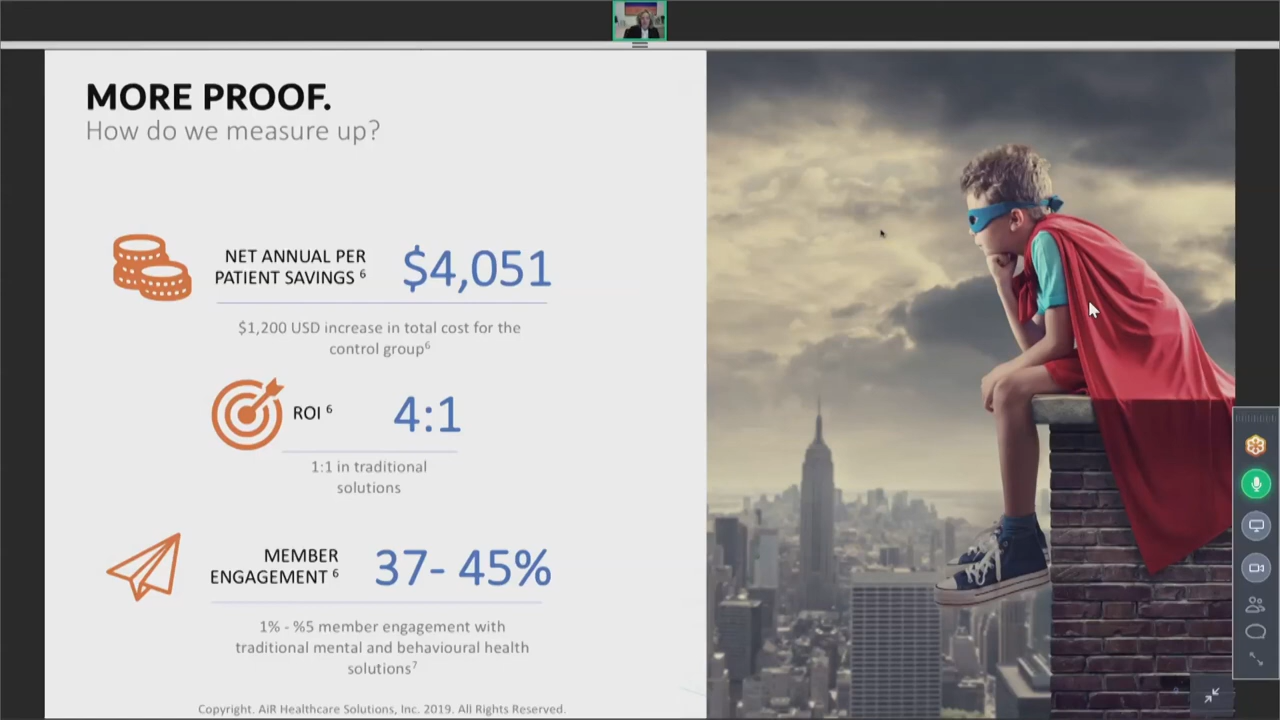 MORE PROOF.
How do we measure up?
NET ANNUAL PER
PATIENT SAVINGS 6
$4,051
$1,200 USD increase in total cost for the
control group6
ROI 6
4:1
1:1 in traditional
solutions
MEMBER
ENGAGEMENT 6
37- 45%
1% - %5 member engagement with
traditional mental and behavioural health
solutions7
Copyright. AiR Healthcare Solutions, Inc. 2019. All Rights Reserved.